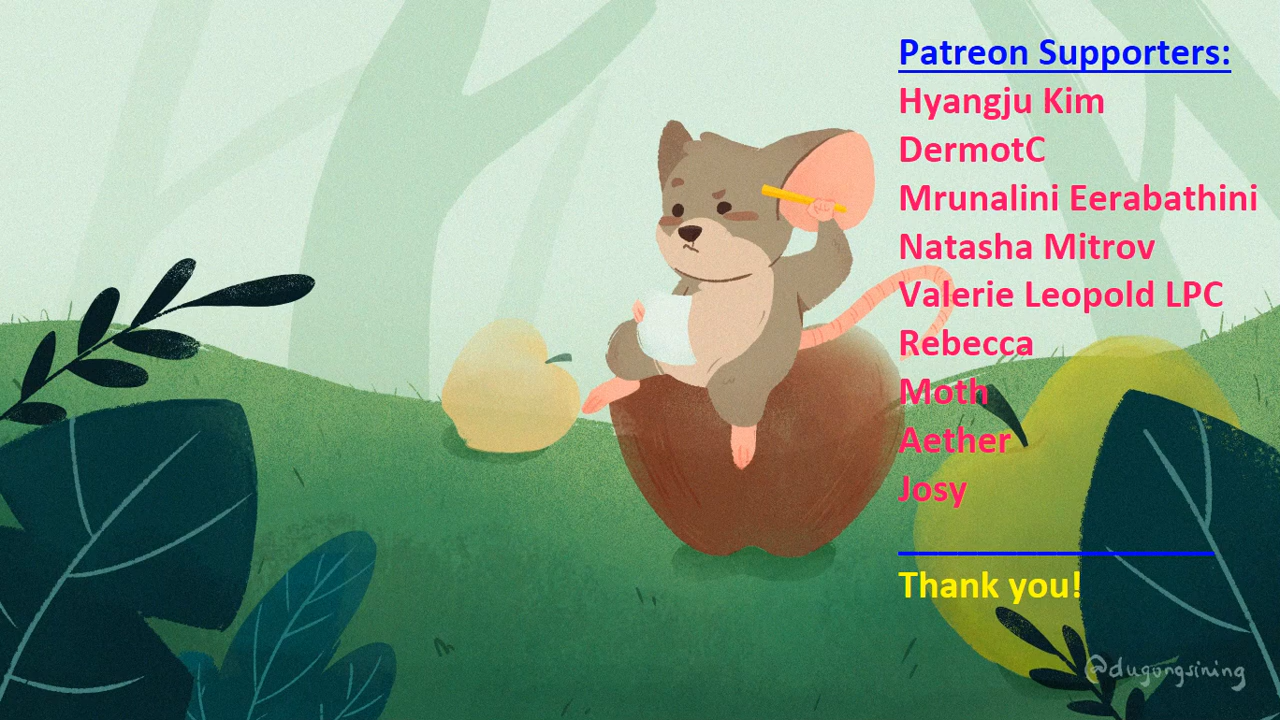 Patreon Supporters:
Hyangju Kim
DermotC
Mrunalini Eerabathini
Natasha Mitrov
Valerie Leopold LPC
Rebecca
Moth
Aether
Josy
Thank you!
@dugongsining